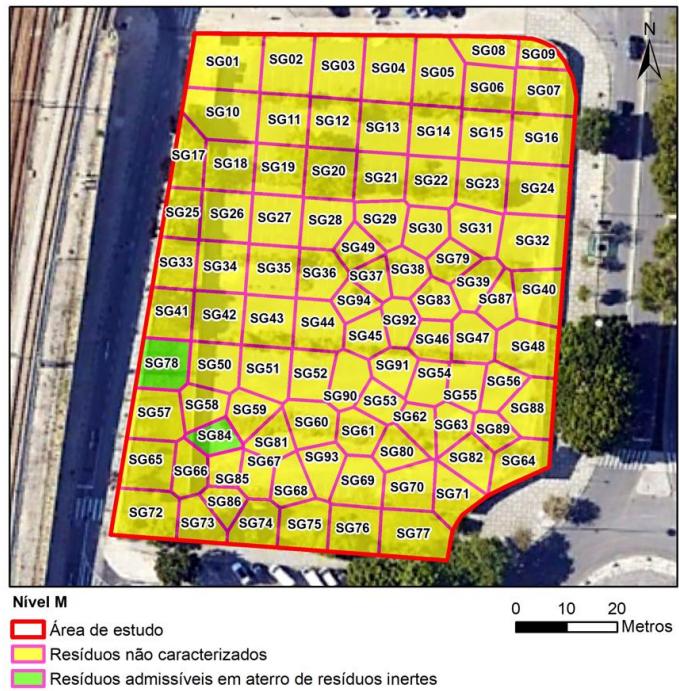 N
SG01 SG02 SG03 SG04 SG05 SG08 SG09
SG06 SG07
SG10 SG11 SG12 SG13 SG14 SG15 SG16
SG17 SG18 SG19 SG20 SG21 SG22 SG23 SG24
SG25 SG26 SG27 SG28 SG29 SG30 SG31 SG32
SG49 SG79
SG33 SG34 SG35 SG36 SG37 SG38 SG39 SG40
SG94 SG83 SG87
SG41 SG42 SG43 SG44 SG45 SG92 SG46 SG47 SG48
SG78 SG50 SG51 SG52 SG91 SG54 SG56
SG90 SG53 SG55
SG57 SG58 SG59 SG60 SG61 SG62 SG63 SG89 SG88
SG84 SG81 SG80
SG65 SG66 SG85 SG67 SG93 SG82 SG64
SG86 SG68 SG69 SG70 SG71
SG72 SG73 SG74 SG75 SG76 SG77
Nível M
Área de estudo
Resíduos não caracterizados
Resíduos admissíveis em aterro de resíduos inertes
0 10 20
Metros